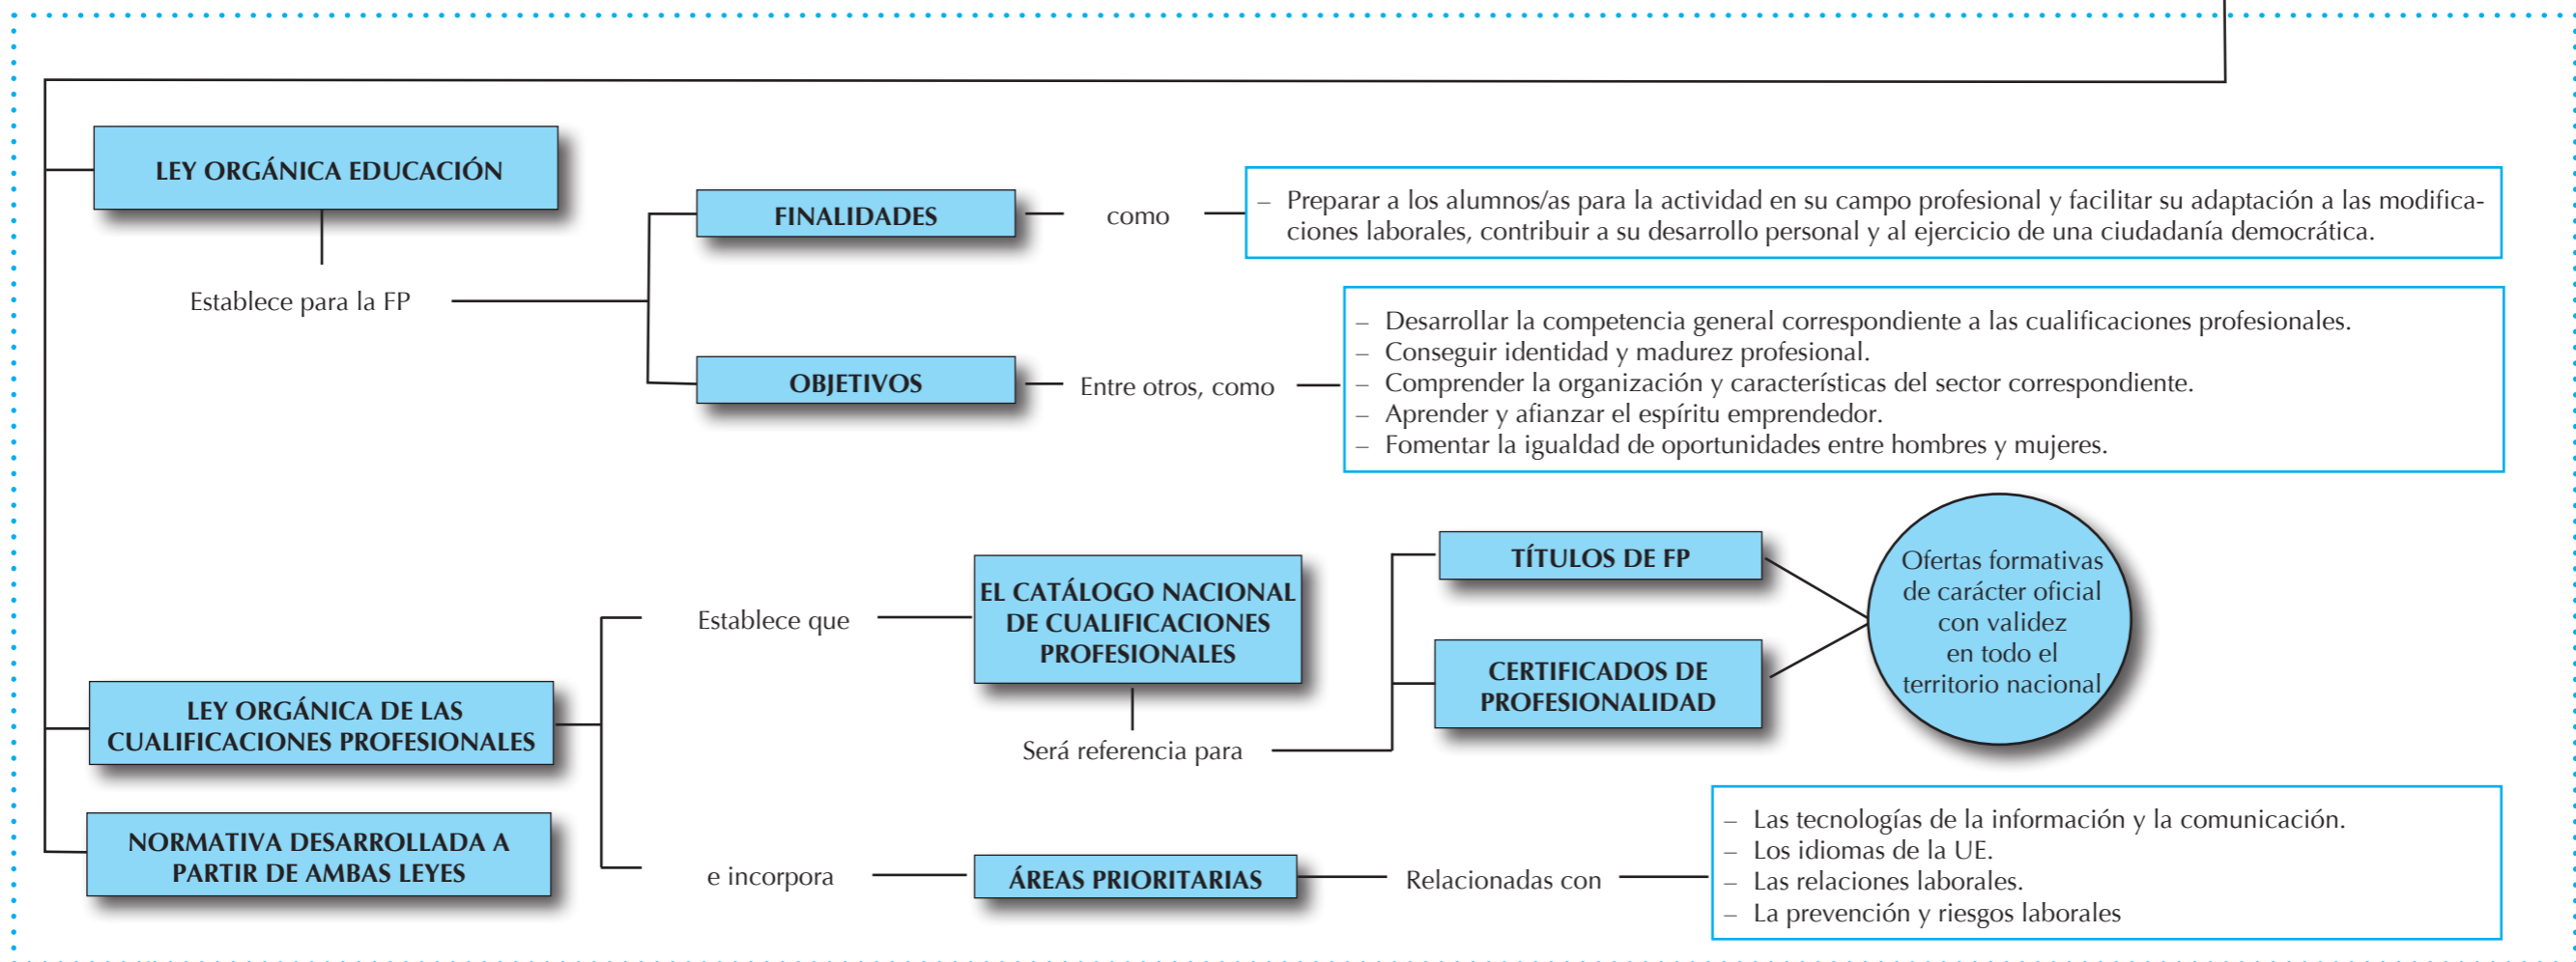 LEY ORGÁNICA EDUCACIÓN
Establece para la FP
FINALIDADES
como
– Preparar a los alumnos/as para la actividad en su campo profesional y facilitar su adaptación a las modifica-
ciones laborales, contribuir a su desarrollo personal y al ejercicio de una ciudadanía democrática.
OBJETIVOS
Entre otros, como
– Desarrollar la competencia general correspondiente a las cualificaciones profesionales.
– Conseguir identidad y madurez profesional.
– Comprender la organización y características del sector correspondiente.
– Aprender y afianzar el espíritu emprendedor.
– Fomentar la igualdad de oportunidades entre hombres y mujeres.
LEY ORGÁNICA DE LAS
CUALIFICACIONES PROFESIONALES
Establece que
EL CATÁLOGO NACIONAL
DE CUALIFICACIONES
PROFESIONALES
Será referencia para
TÍTULOS DE FP
CERTIFICADOS DE
PROFESIONALIDAD
Ofertas formativas
de carácter oficial
con validez
en todo el
territorio nacional
e incorpora
ÁREAS PRIORITARIAS
Relacionadas con
– Las tecnologías de la información y la comunicación.
– Los idiomas de la UE.
– Las relaciones laborales.
– La prevención y riesgos laborales
NORMATIVA DESARROLLADA A
PARTIR DE AMBAS LEYES